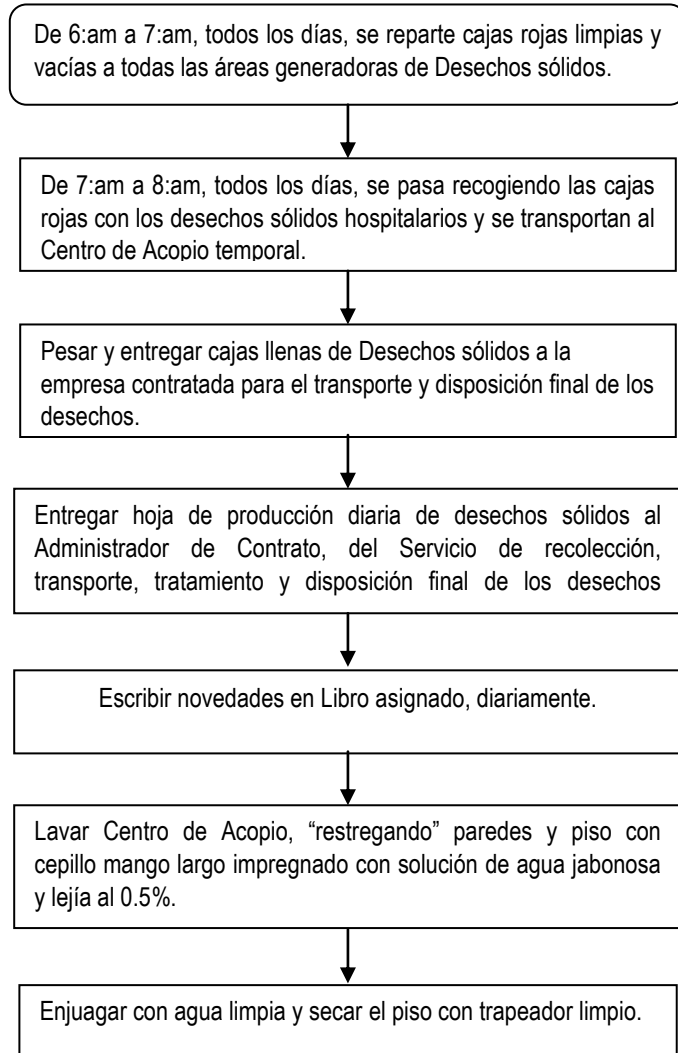 De 6:am a 7:am, todos los días, se reparte cajas rojas limpias y
vacías a todas las áreas generadoras de Desechos sólidos.
De 7:am a 8:am, todos los días, se pasa recogiendo las cajas
rojas con los desechos sólidos hospitalarios y se transportan al
Centro de Acopio temporal.
Pesar y entregar cajas llenas de Desechos sólidos a la
empresa contratada para el transporte y disposición final de los
desechos.
Entregar hoja de producción diaria de desechos sólidos al
Administrador de Contrato, del Servicio de recolección,
transporte, tratamiento y disposición final de los desechos
Escribir novedades en Libro asignado, diariamente.
Lavar Centro de Acopio, “restregando” paredes y piso con
cepillo mango largo impregnado con solución de agua jabonosa
y lejía al 0.5%.
Enjuagar con agua limpia y secar el piso con trapeador limpio.